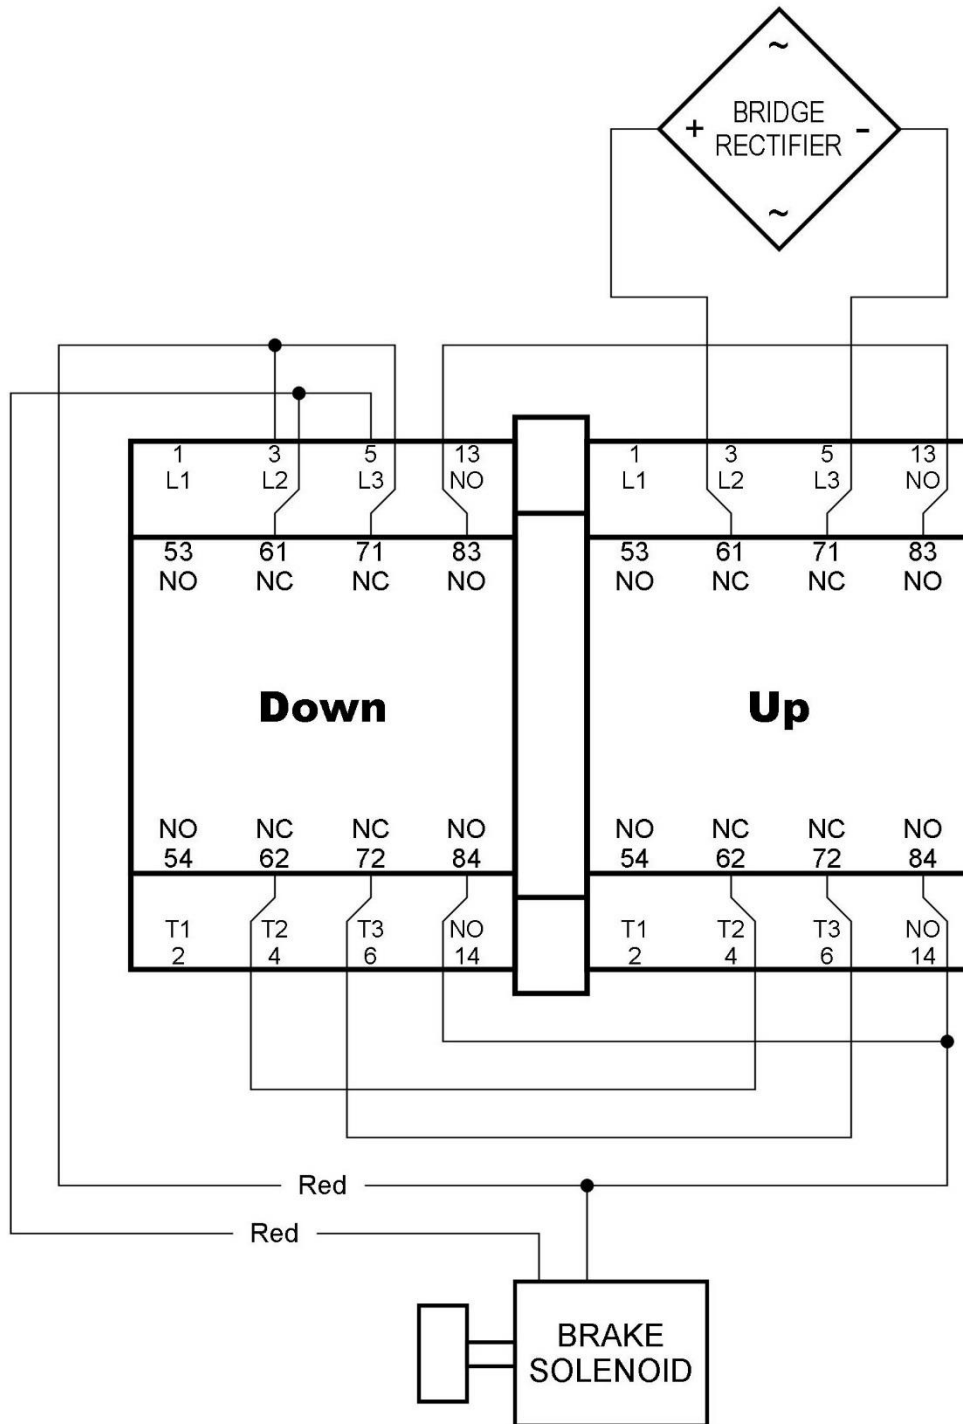 ~
+ BRIDGE RECTIFIER -
~
1 3 5 13 1 3 5 13
L1 L2 L3 NO L1 L2 L3 NO
53 61 71 83 53 61 71 83
NO NC NC NO NO NC NC NO
Down Up
NO NC NC NO NO NC NC NO
54 62 72 84 54 62 72 84
T1 T2 T3 NO T1 T2 T3 NO
2 4 6 14 2 4 6 14
Red
Red
BRAKE
SOLENOID